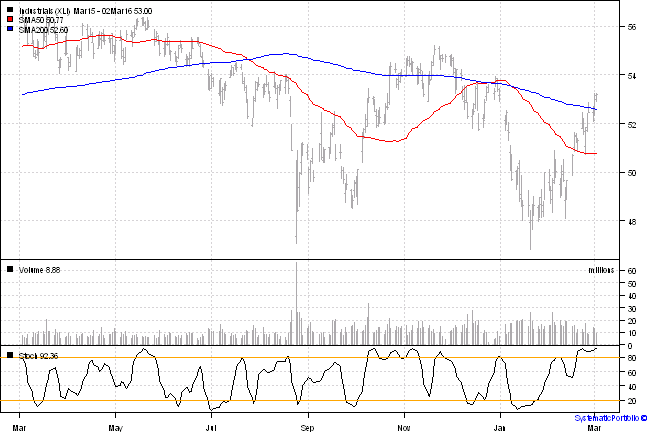 Industrials (XLI) Mar15 - 02Mar16 53.00
SMA50 50.77
SMA200 52.60
56
54
52
50
48
Volume 8.88
millions
60
50
40
30
20
10
0
Stoch 92.36
80
60
40
20
Mar
May
Jul
Sep
Nov
Jan
Mar
SystematicPortfolio ©